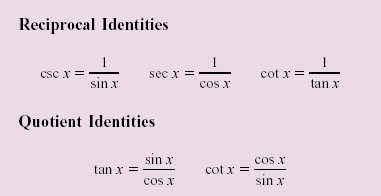 Reciprocal Identities
csc x = 1/sin x sec x = 1/cos x cot x = 1/tan x
Quotient Identities
tan x = sin x/cos x cot x = cos x/sin x